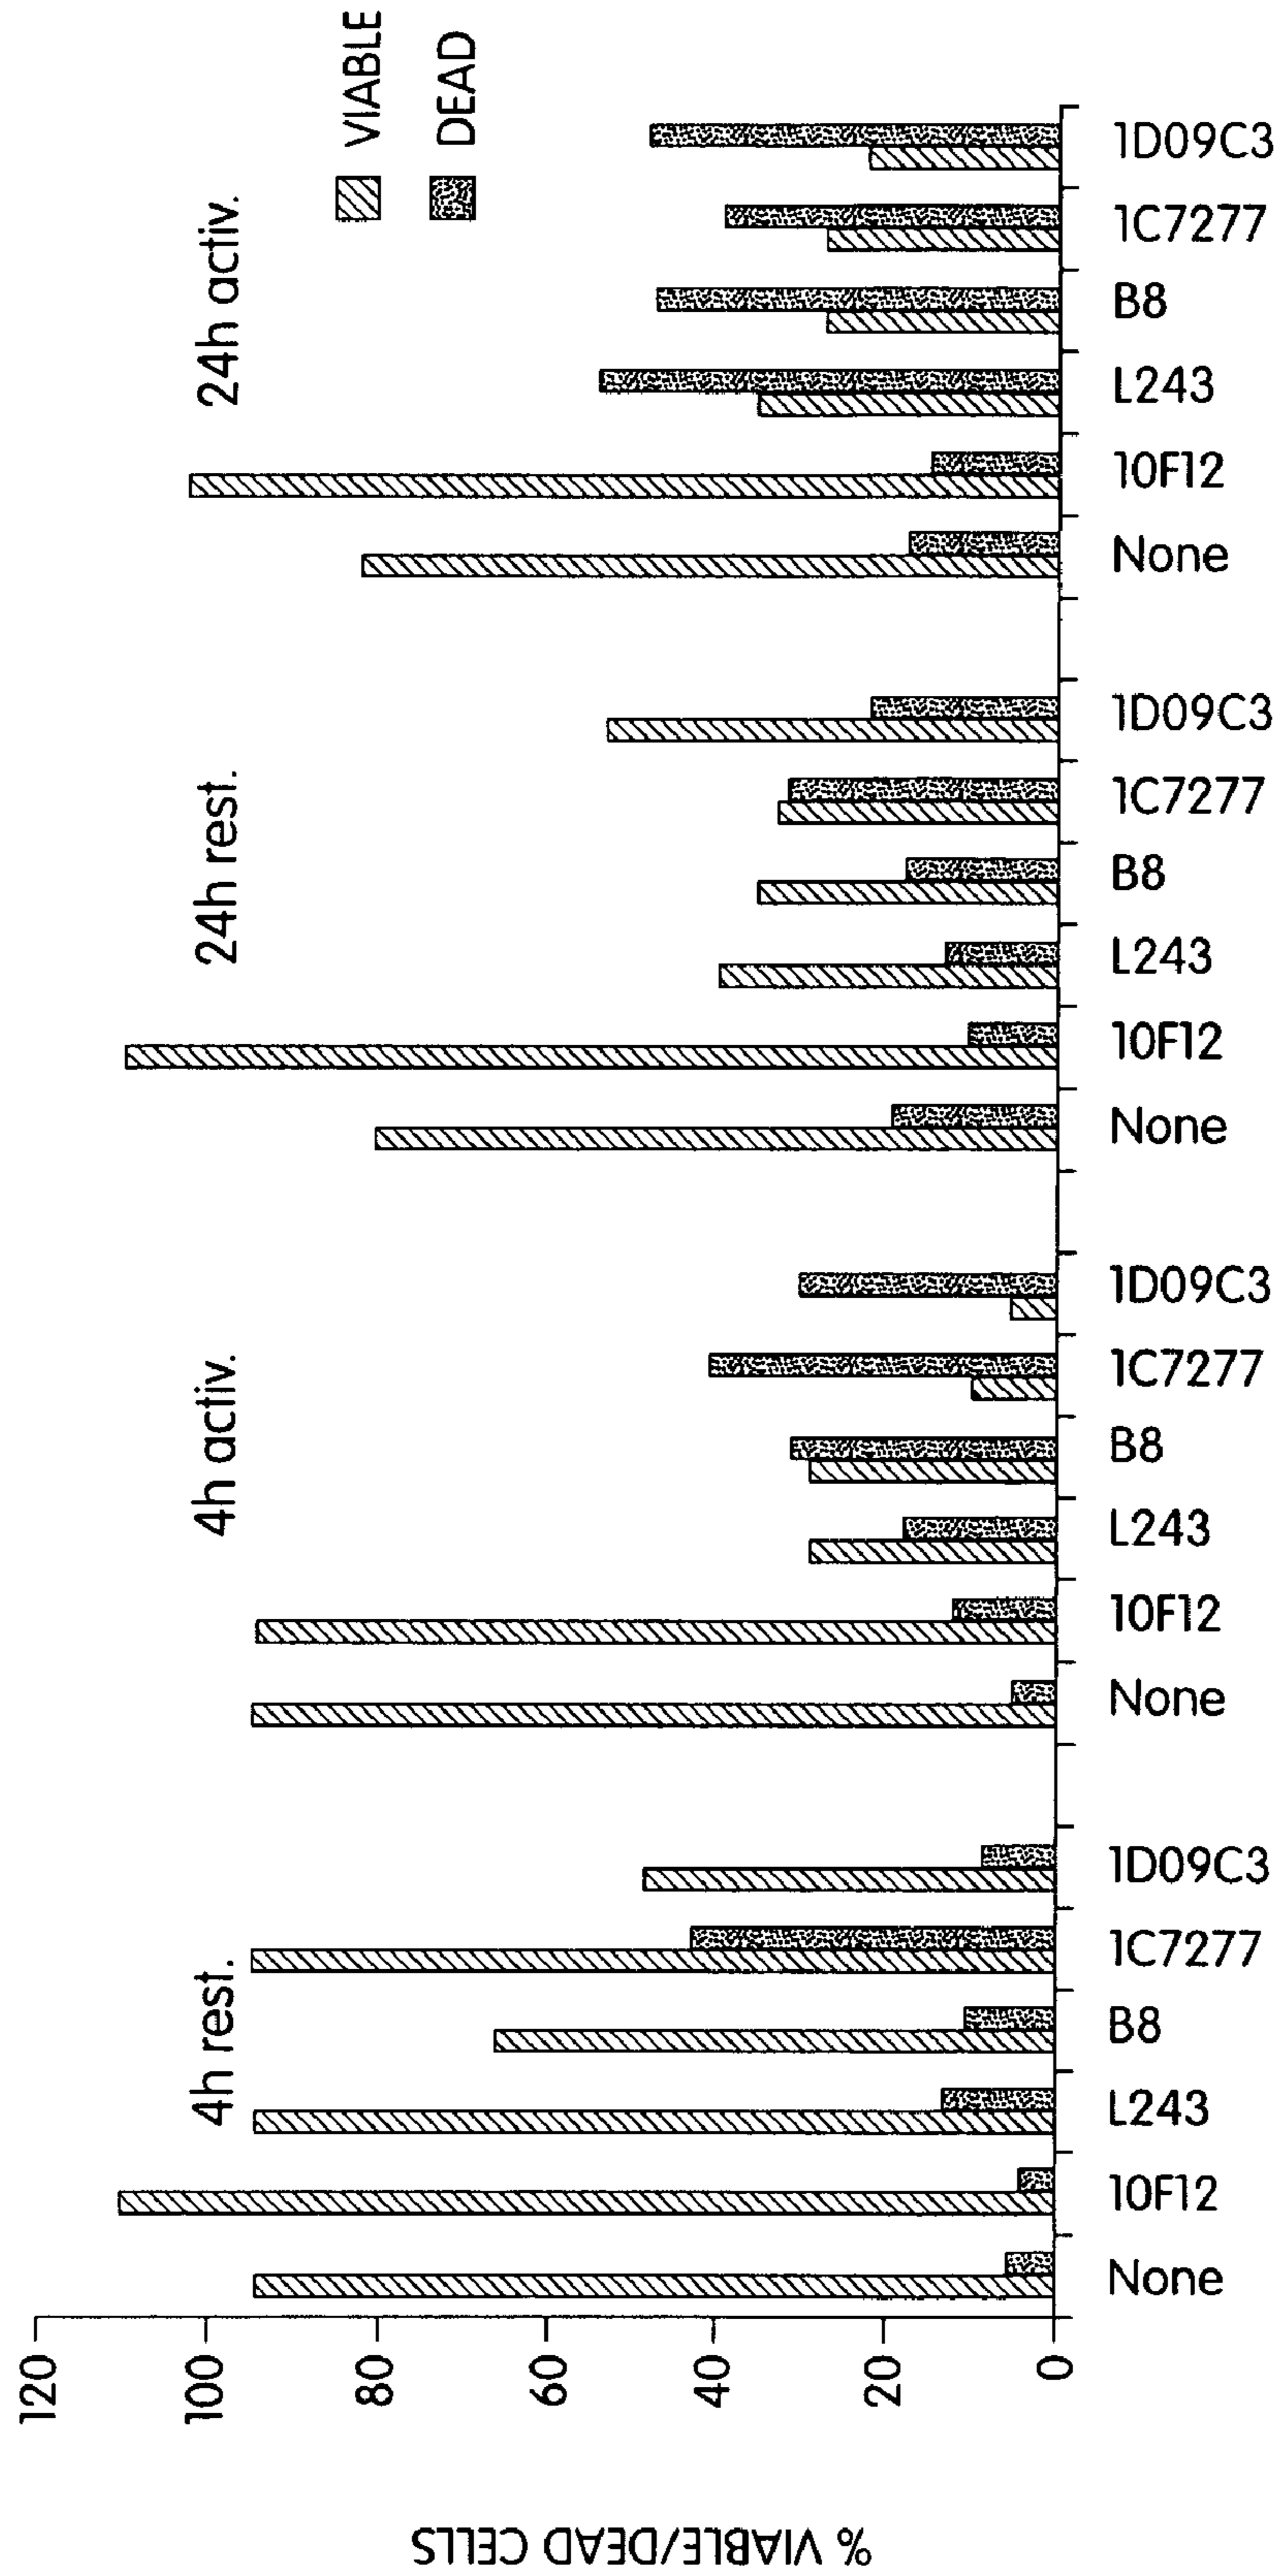 % VIABLE/DEAD CELLS
120
100
80
60
40
20
0
4h rest.
4h activ.
24h rest.
24h activ.
VIABLE
DEAD
None
10F12
L243
B8
1C7277
1D09C3
None
10F12
L243
B8
1C7277
1D09C3
None
10F12
L243
B8
1C7277
1D09C3
None
10F12
L243
B8
1C7277
1D09C3